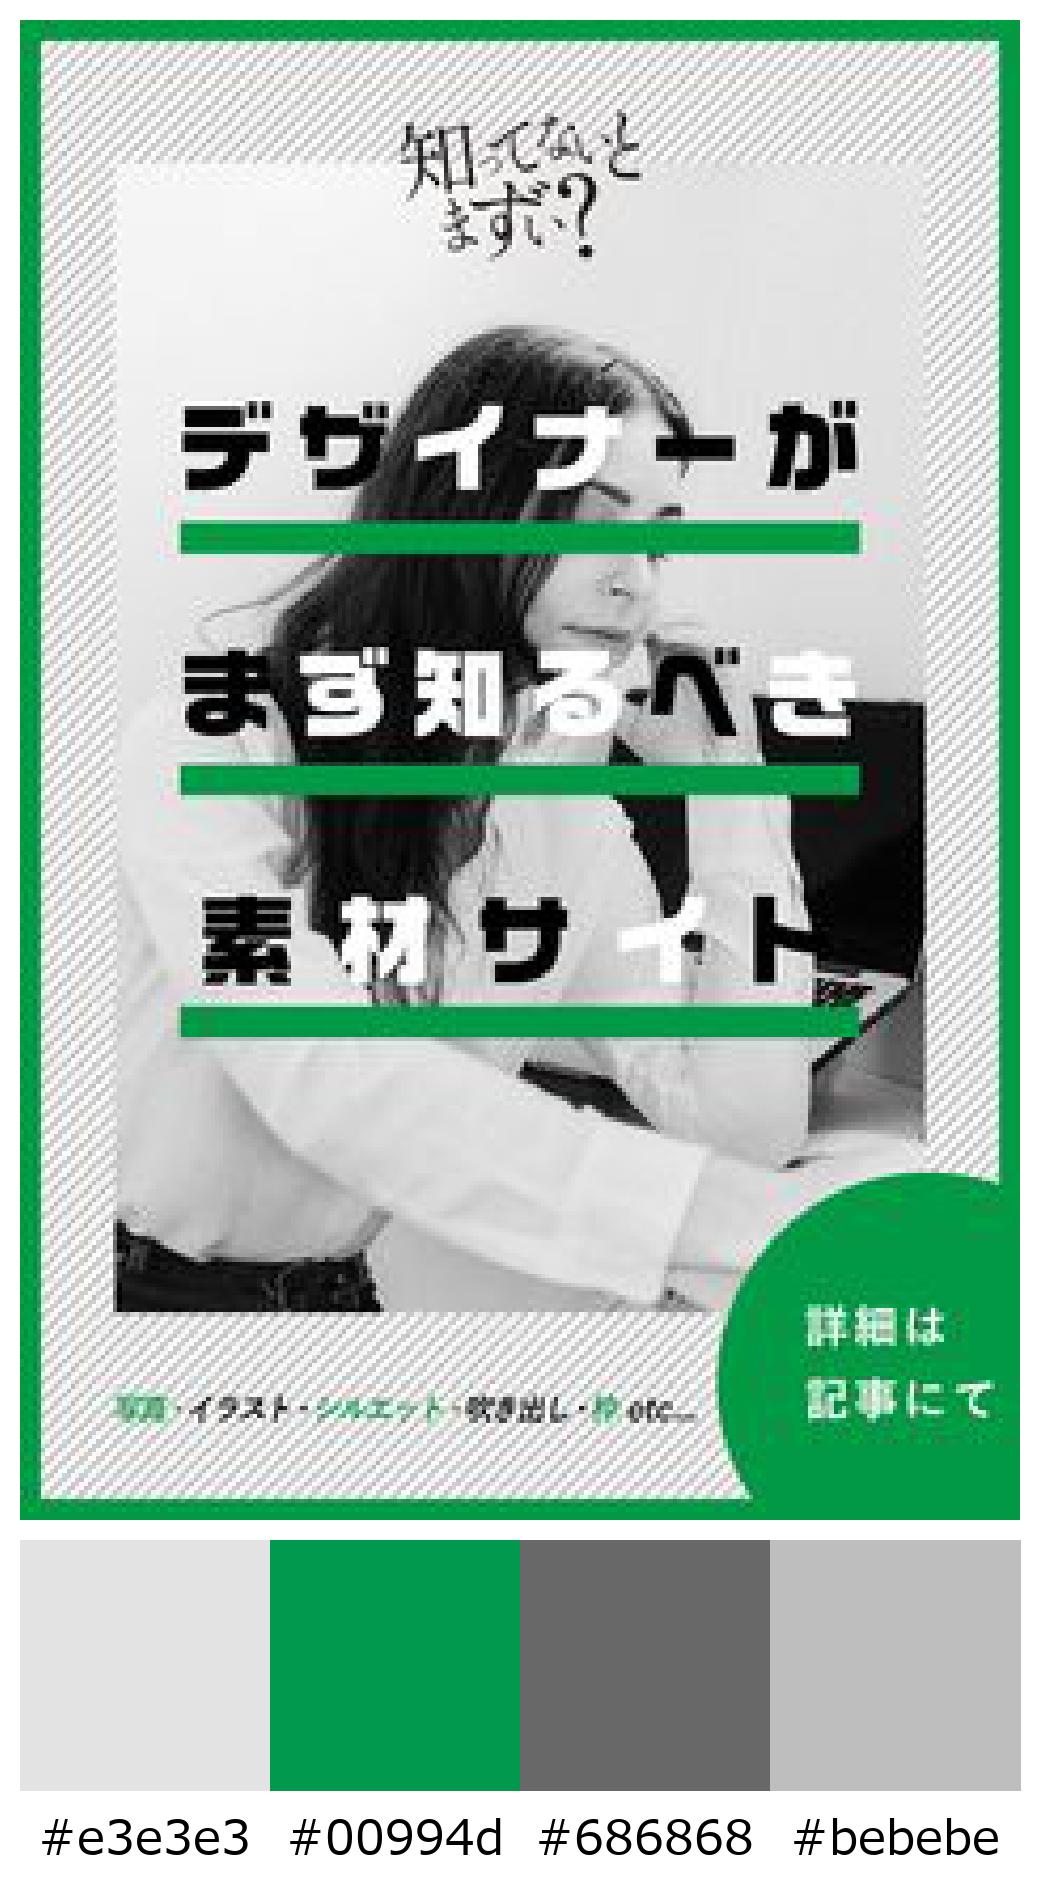 知ってないと
まずい?
デザイナーが
まず知るべき
素材サイト
写真・イラスト・シルエット・吹き出し・枠 etc...
詳細は
記事にて
#e3e3e3 #00994d #686868 #bebebe